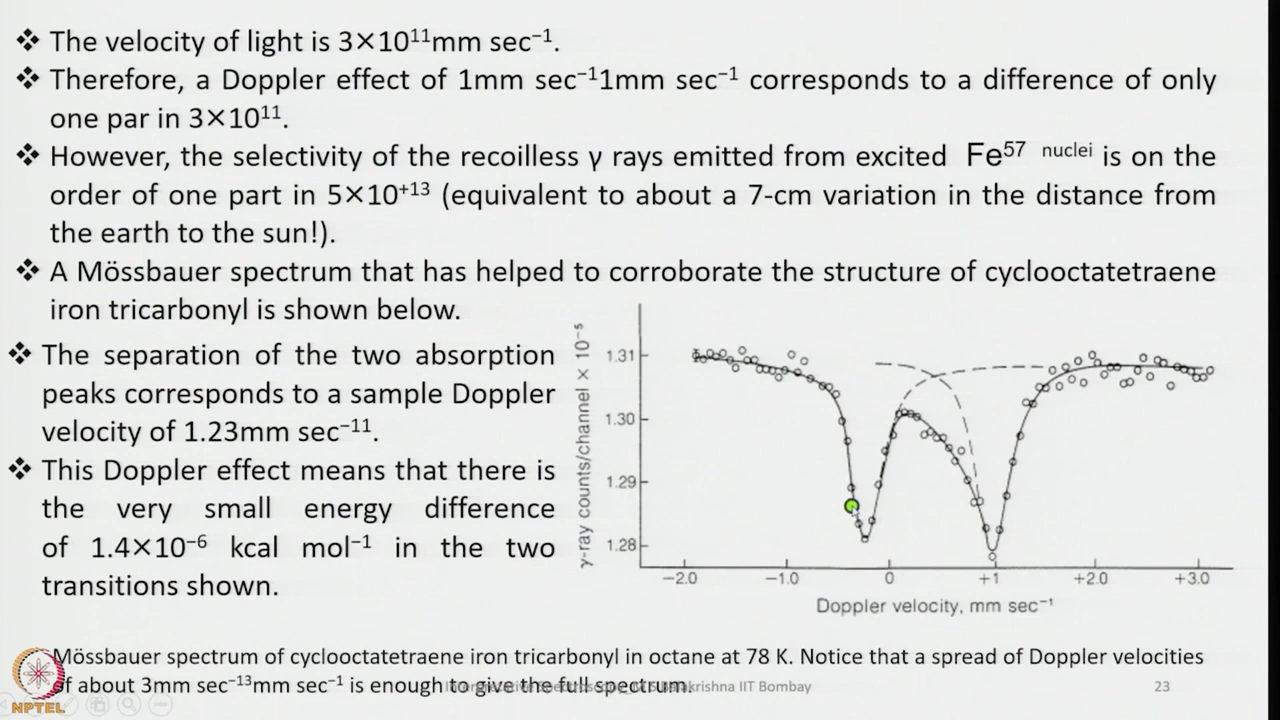 ❖ The velocity of light is 3×10¹¹mm sec⁻¹.
❖ Therefore, a Doppler effect of 1mm sec⁻¹1mm sec⁻¹ corresponds to a difference of only
one par in 3×10¹¹.
❖ However, the selectivity of the recoilless γ rays emitted from excited Fe⁵⁷ ⁿᵘᶜˡᵉⁱ is on the
order of one part in 5×10⁺¹³ (equivalent to about a 7-cm variation in the distance from
the earth to the sun!).
❖ A Mössbauer spectrum that has helped to corroborate the structure of cyclooctatetraene
iron tricarbonyl is shown below.
❖ The separation of the two absorption
peaks corresponds to a sample Doppler
velocity of 1.23mm sec⁻¹¹.
❖ This Doppler effect means that there is
the very small energy difference
of 1.4×10⁻⁶ kcal mol⁻¹ in the two
transitions shown.
γ-ray counts/channel × 10⁻⁵
1.31
1.30
1.29
1.28
−2.0 −1.0 0 +1 +2.0 +3.0
Doppler velocity, mm sec⁻¹
Mössbauer spectrum of cyclooctatetraene iron tricarbonyl in octane at 78 K. Notice that a spread of Doppler velocities
of about 3mm sec⁻¹³mm sec⁻¹ is enough to give the full spectrum.
IIT Bombay
23
NPTEL